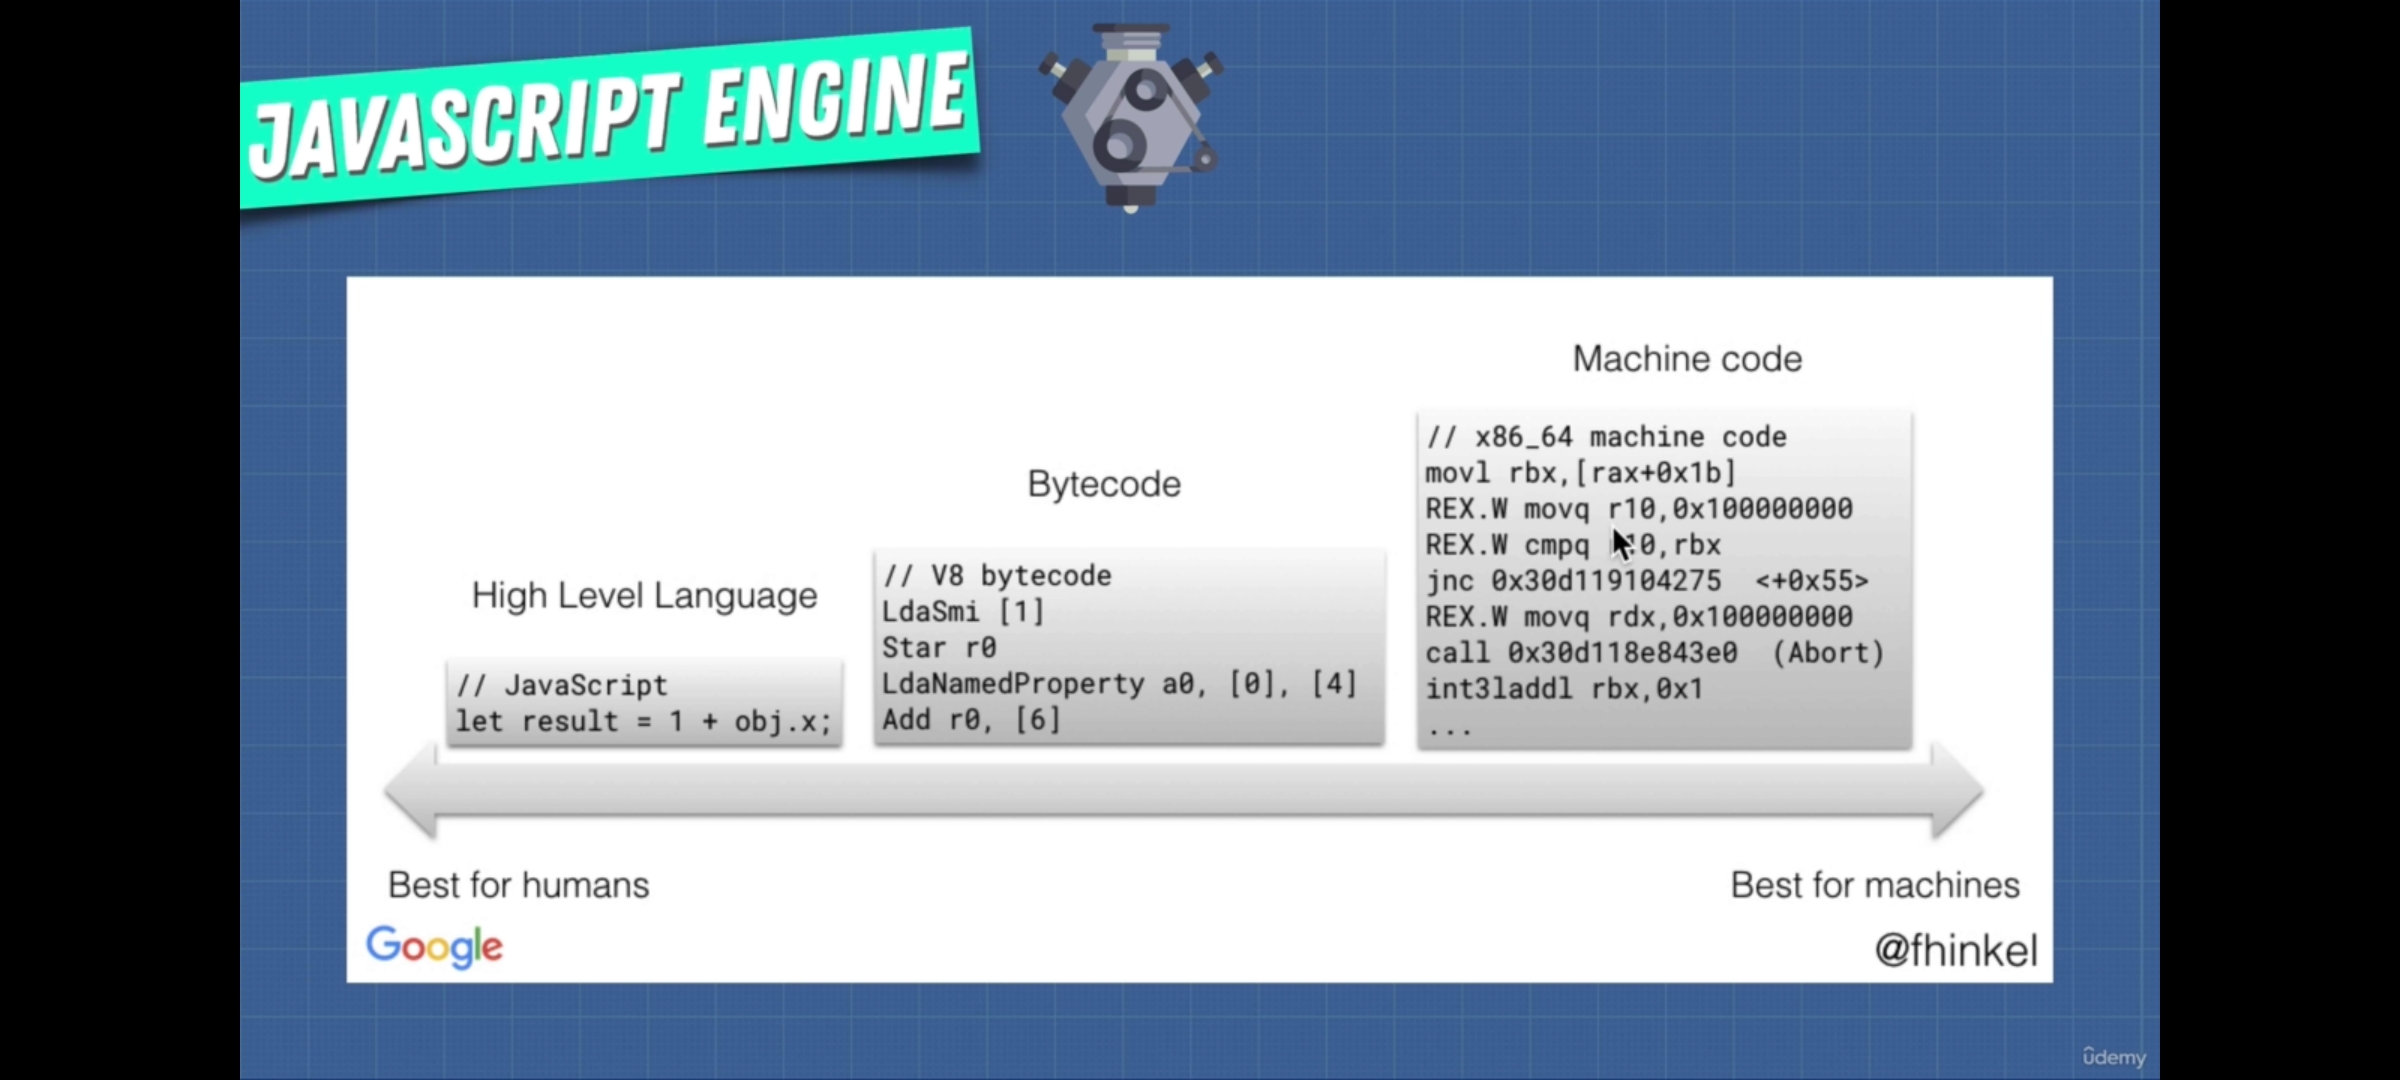 JAVASCRIPT ENGINE
High Level Language
// JavaScript
let result = 1 + obj.x;
Bytecode
// V8 bytecode
LdaSmi [1]
Star r0
LdaNamedProperty a0, [0], [4]
Add r0, [6]
Machine code
// x86_64 machine code
movl rbx,[rax+0x1b]
REX.W movq r10,0x100000000
REX.W cmpq r10,rbx
jnc 0x30d119104275 <+0x55>
REX.W movq rdx,0x100000000
call 0x30d118e843e0 (Abort)
int3laddl rbx,0x1
...
Best for humans
Best for machines
Google
@fhinkel
ûdemy